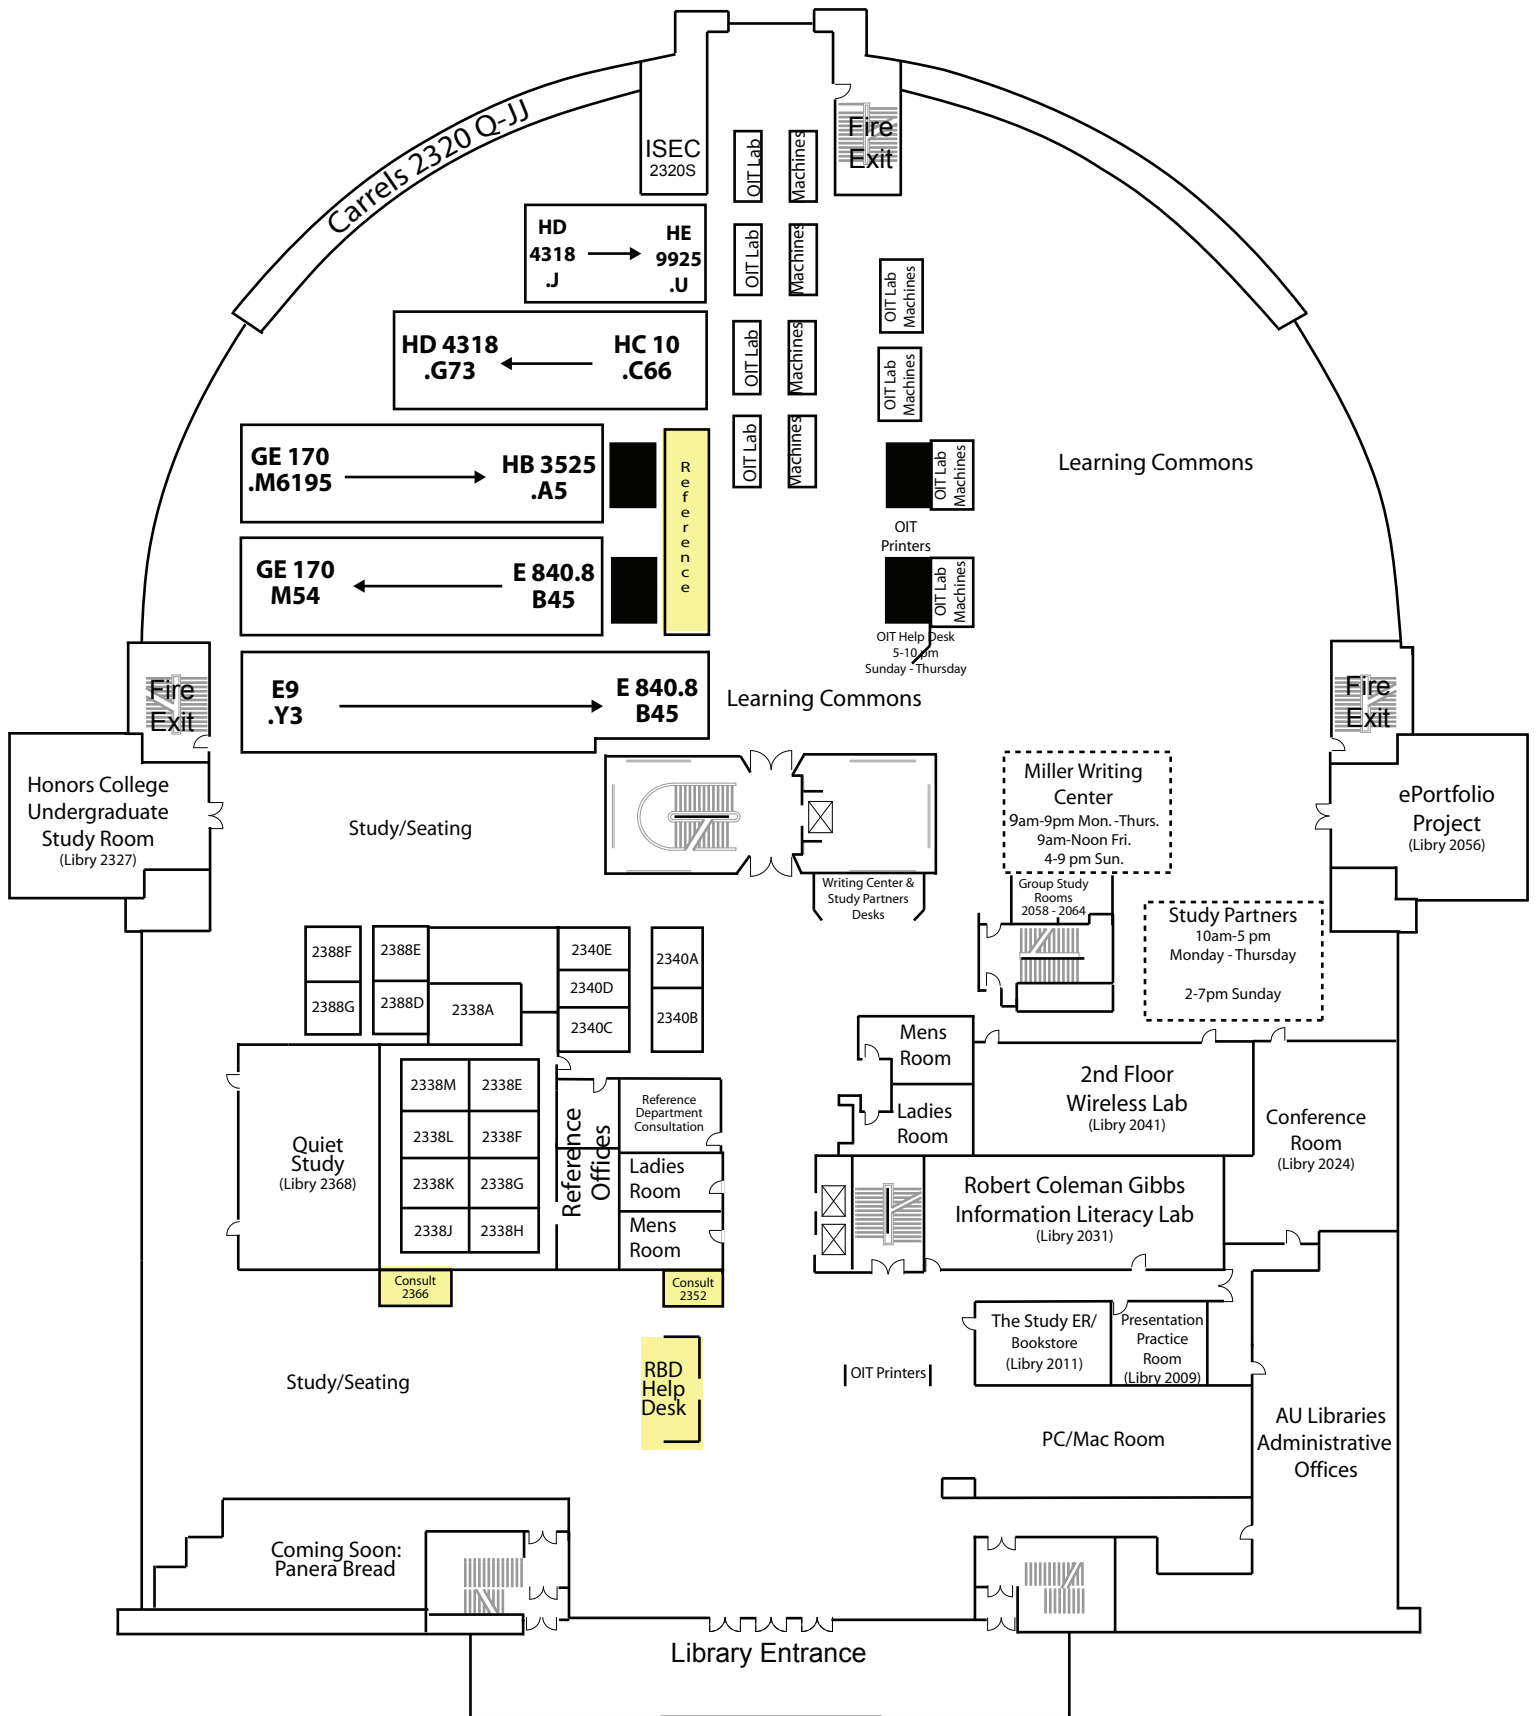 Carrels 2320 Q-JJ
ISEC
2320S
Fire
Exit
OIT Lab
Machines
OIT Lab
Machines
OIT Lab
Machines
OIT Lab
Machines
HD
4318
.J
HE
9925
.U
HD 4318
.G73
HC 10
.C66
GE 170
.M6195
HB 3525
.A5
GE 170
M54
E 840.8
B45
E9
.Y3
E 840.8
B45
Reference
OIT Lab
Machines
OIT Lab
Machines
OIT Lab
Machines
OIT
Printers
OIT Lab
Machines
OIT Help Desk
5-10 pm
Sunday - Thursday
Learning Commons
Learning Commons
Fire
Exit
Fire
Exit
Honors College
Undergraduate
Study Room
(Libry 2327)
Study/Seating
Miller Writing
Center
9am-9pm Mon. -Thurs.
9am-Noon Fri.
4-9 pm Sun.
ePortfolio
Project
(Libry 2056)
Writing Center &
Study Partners
Desks
Group Study
Rooms
2058 - 2064
Study Partners
10am-5 pm
Monday - Thursday
2-7pm Sunday
2388F
2388G
2388E
2388D
2338A
2340E
2340D
2340C
2340A
2340B
Mens
Room
Ladies
Room
2nd Floor
Wireless Lab
(Libry 2041)
Conference
Room
(Libry 2024)
Quiet
Study
(Libry 2368)
2338M
2338E
2338L
2338F
2338K
2338G
2338J
2338H
Reference
Offices
Reference
Department
Consultation
Ladies
Room
Mens
Room
Robert Coleman Gibbs
Information Literacy Lab
(Libry 2031)
Consult
2366
Consult
2352
RBD
Help
Desk
Study/Seating
OIT Printers
The Study ER/
Bookstore
(Libry 2011)
Presentation
Practice
Room
(Libry 2009)
PC/Mac Room
AU Libraries
Administrative
Offices
Coming Soon:
Panera Bread
Library Entrance